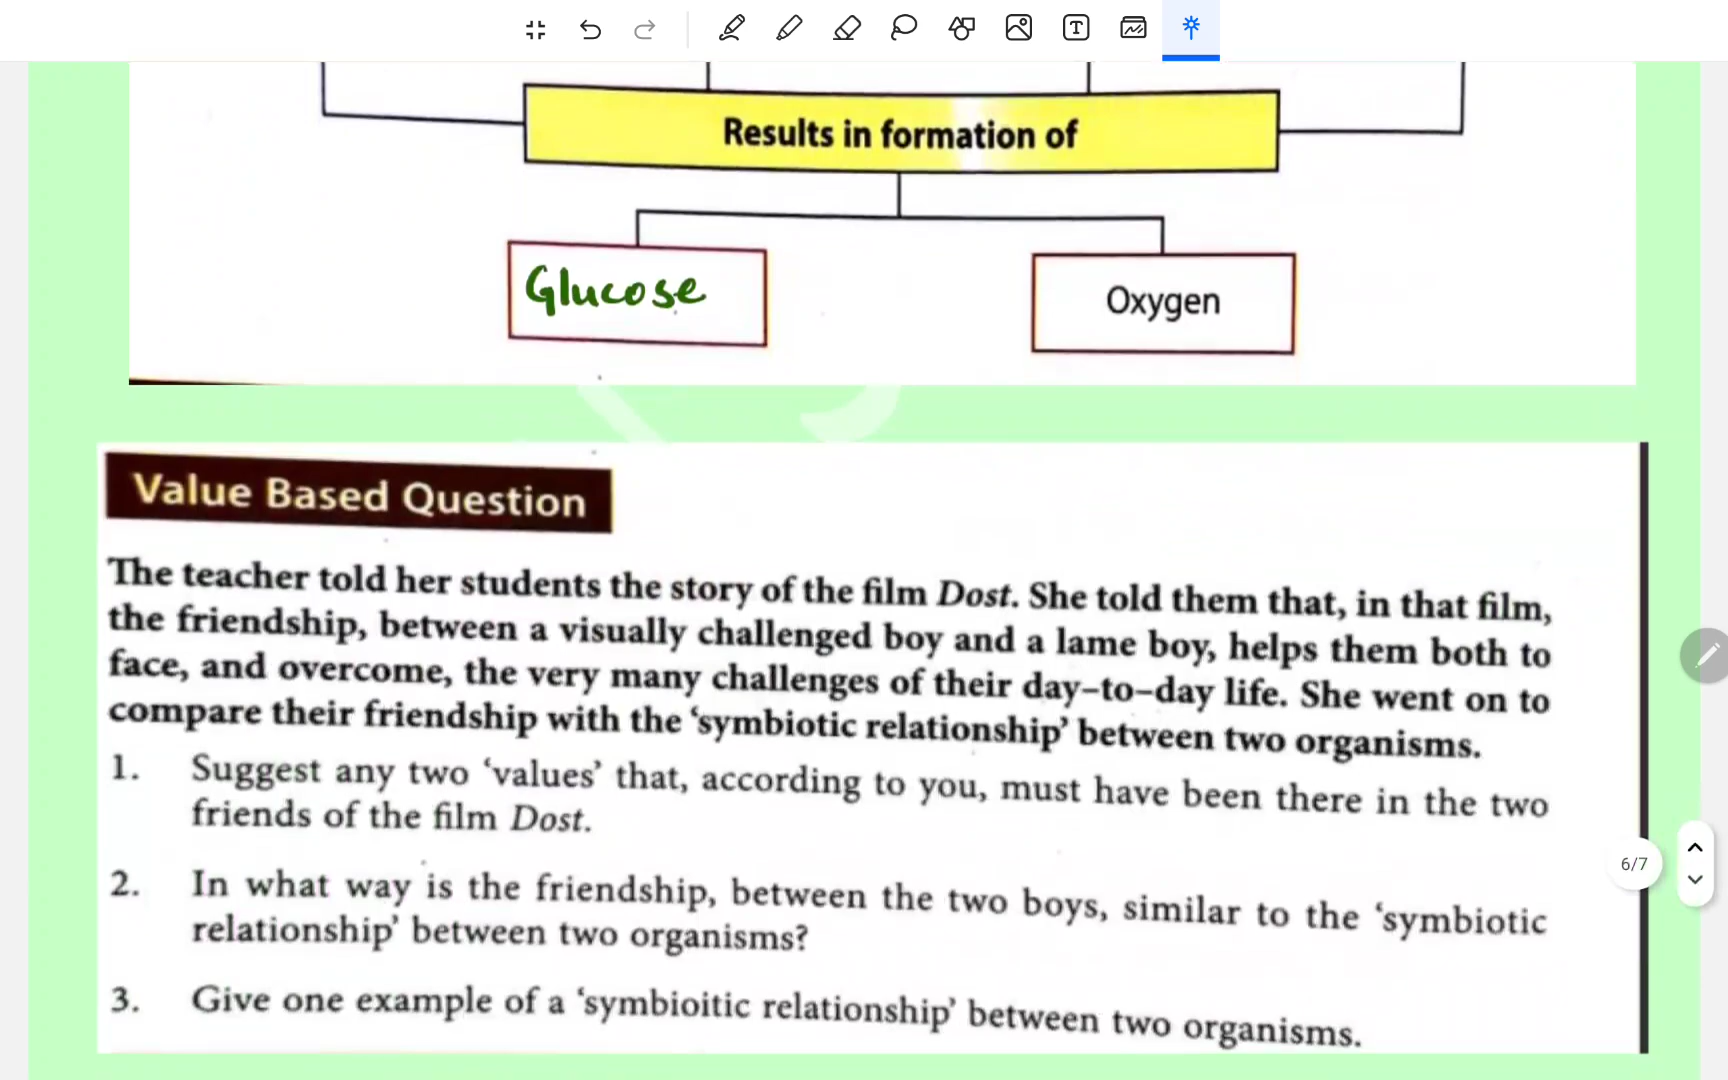 Results in formation of
Glucose
Oxygen
Value Based Question
The teacher told her students the story of the film Dost. She told them that, in that film,
the friendship, between a visually challenged boy and a lame boy, helps them both to
face, and overcome, the very many challenges of their day-to-day life. She went on to
compare their friendship with the ‘symbiotic relationship’ between two organisms.
1. Suggest any two ‘values’ that, according to you, must have been there in the two
friends of the film Dost.
2. In what way is the friendship, between the two boys, similar to the ‘symbiotic
relationship’ between two organisms?
6/7
3. Give one example of a ‘symbioitic relationship’ between two organisms.